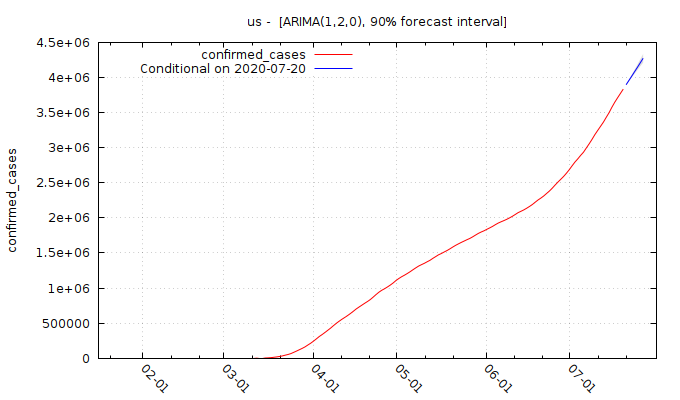 us - [ARIMA(1,2,0), 90% forecast interval]
4.5e+06
4e+06
3.5e+06
3e+06
2.5e+06
2e+06
1.5e+06
1e+06
500000
0
confirmed_cases
confirmed_cases
Conditional on 2020-07-20
02-01
03-01
04-01
05-01
06-01
07-01